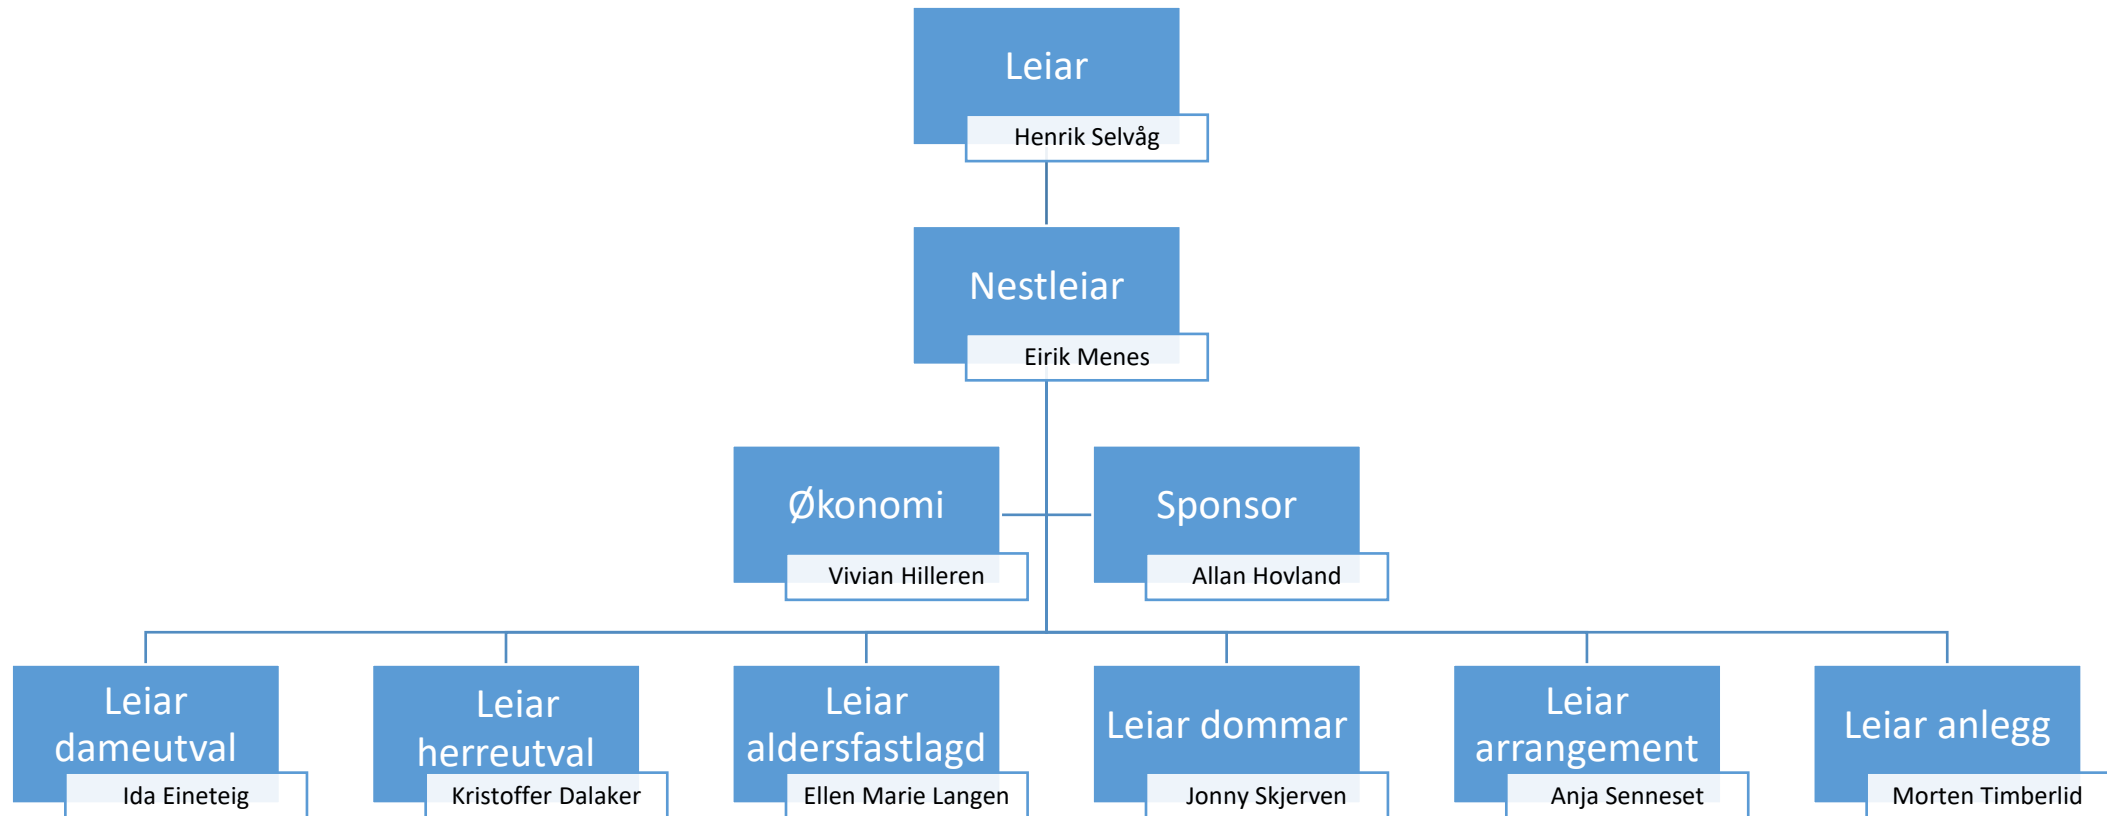 Leiar
Henrik Selvåg
Nestleiar
Eirik Menes
Økonomi
Vivian Hilleren
Sponsor
Allan Hovland
Leiar
dameutval
Ida Eineteig
Leiar
herreutval
Kristoffer Dalaker
Leiar
aldersfastlagd
Ellen Marie Langen
Leiar dommar
Jonny Skjerven
Leiar
arrangement
Anja Senneset
Leiar anlegg
Morten Timberlid